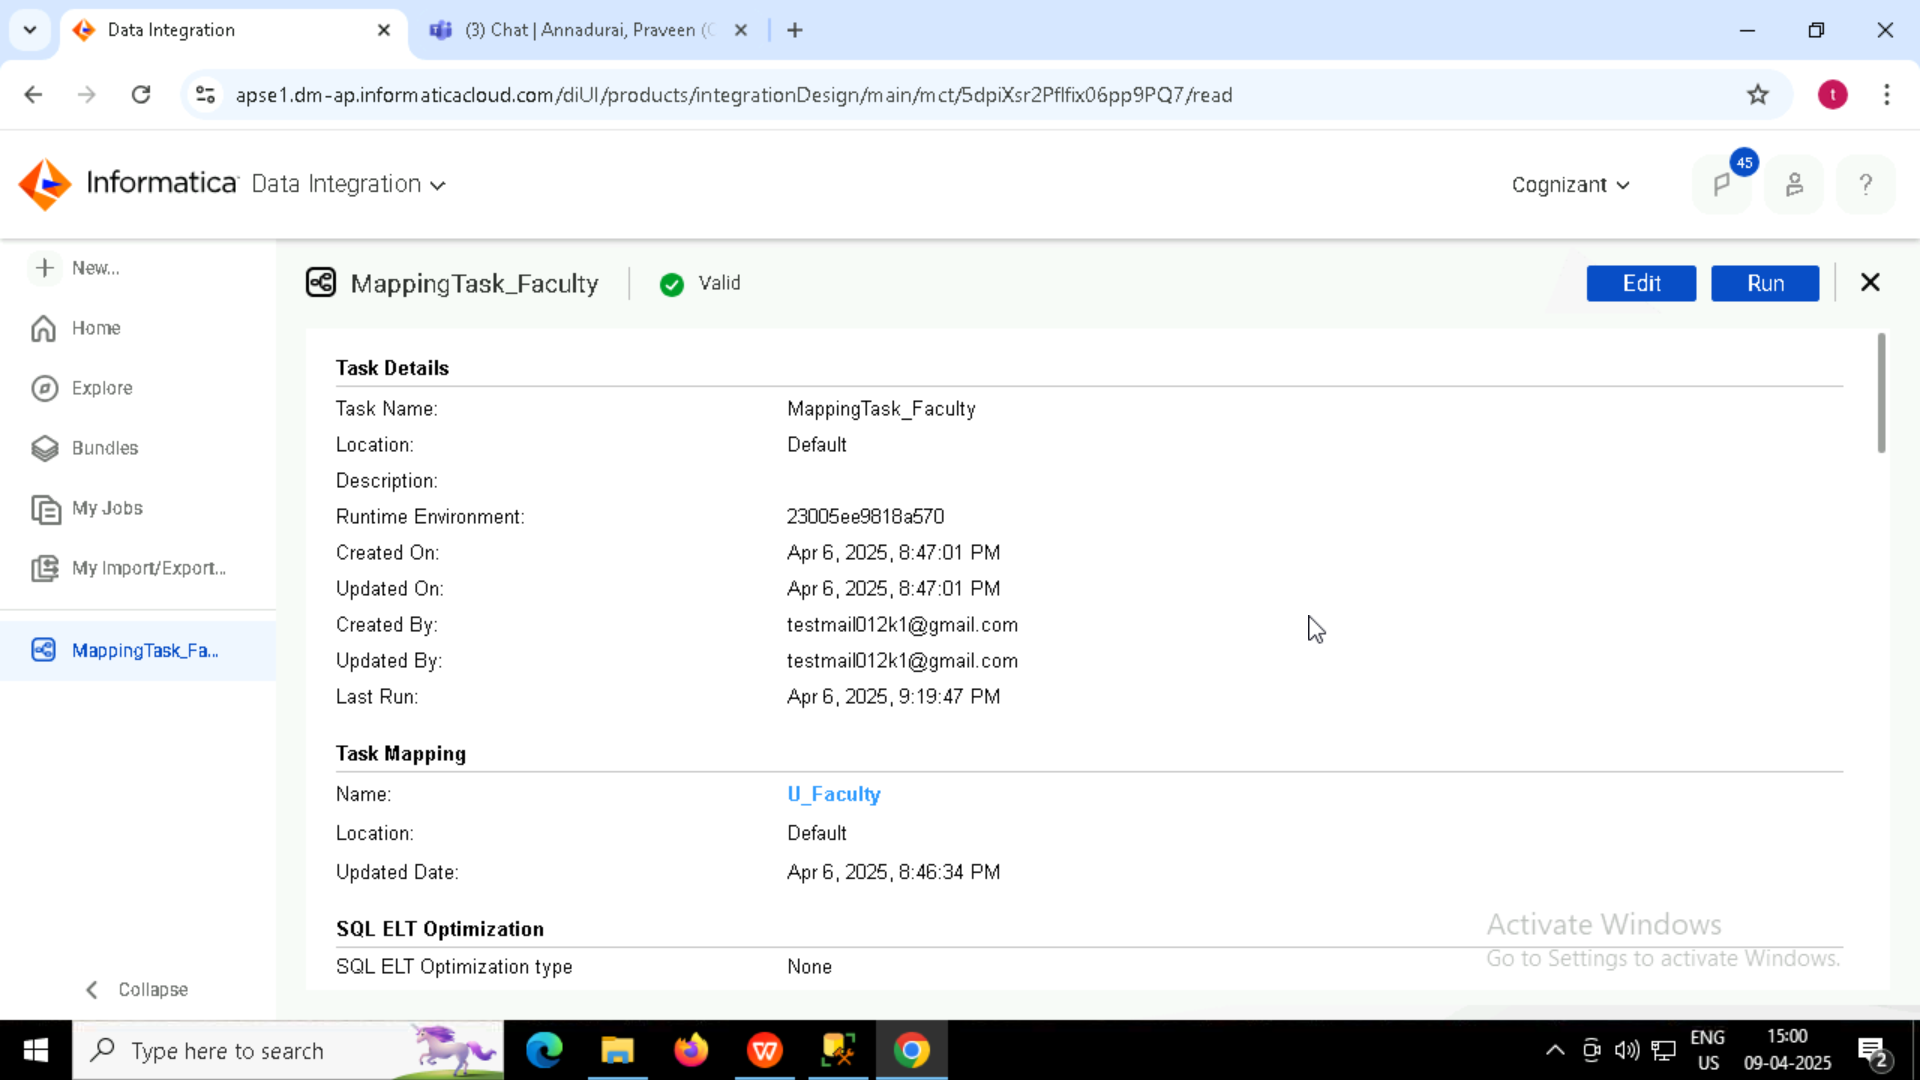 Data Integration
(3) Chat | Annadurai, Praveen (C
apse1.dm-ap.informaticacloud.com/diUI/products/integrationDesign/main/mct/5dpiXsr2Pflfix06pp9PQ7/read
t
Informatica Data Integration
Cognizant
45
?
New...
Home
Explore
Bundles
My Jobs
My Import/Export...
MappingTask_Fa...
Collapse
MappingTask_Faculty
Valid
Edit
Run
Task Details
Task Name: MappingTask_Faculty
Location: Default
Description:
Runtime Environment: 23005ee9818a570
Created On: Apr 6, 2025, 8:47:01 PM
Updated On: Apr 6, 2025, 8:47:01 PM
Created By: testmail012k1@gmail.com
Updated By: testmail012k1@gmail.com
Last Run: Apr 6, 2025, 9:19:47 PM
Task Mapping
Name: U_Faculty
Location: Default
Updated Date: Apr 6, 2025, 8:46:34 PM
SQL ELT Optimization
SQL ELT Optimization type None
Activate Windows
Go to Settings to activate Windows.
Type here to search
W
ENG
US
15:00
09-04-2025
2